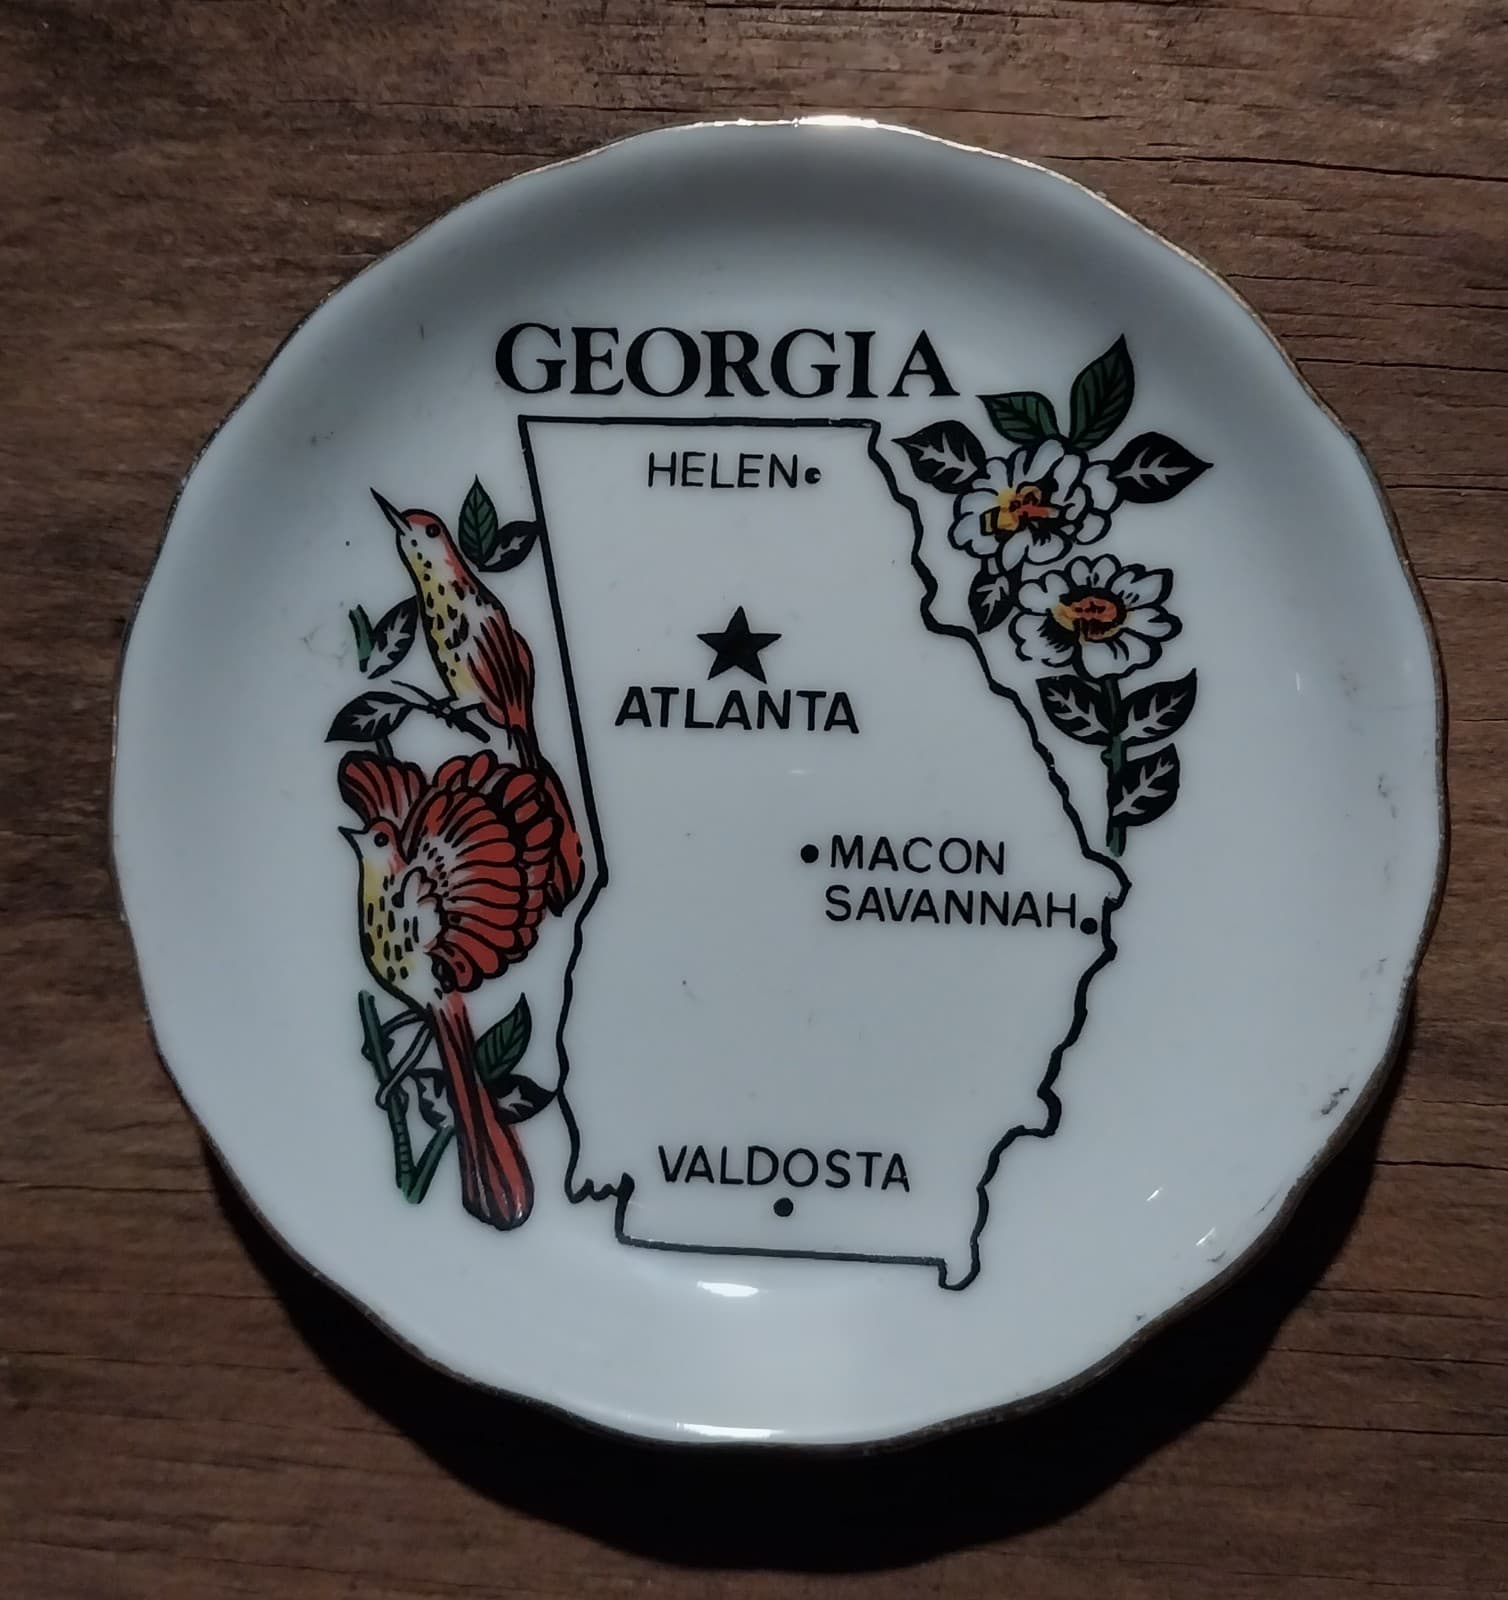 GEORGIA
HELEN
ATLANTA
MACON
SAVANNAH
VALDOSTA